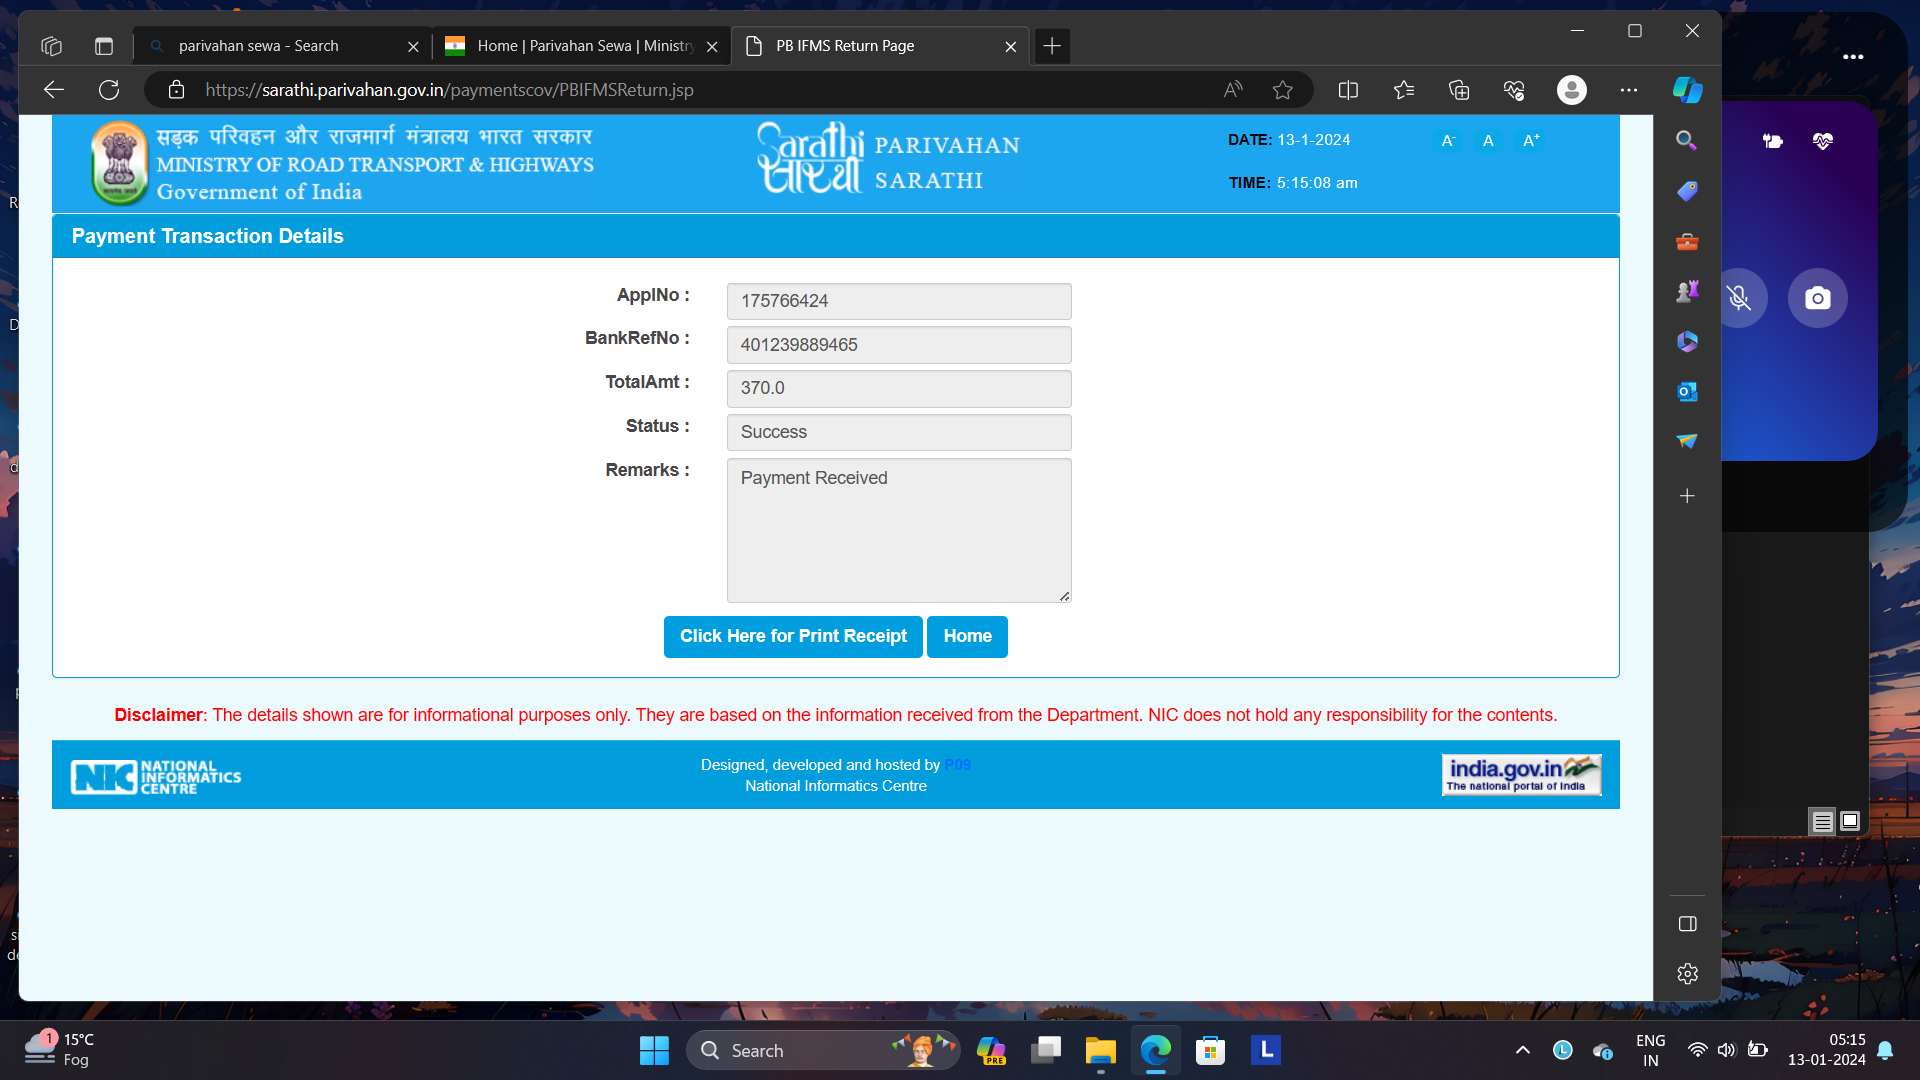 parivahan sewa - Search
Home | Parivahan Sewa | Ministry
PB IFMS Return Page
https://sarathi.parivahan.gov.in/paymentscov/PBIFMSReturn.jsp
सड़क परिवहन और राजमार्ग मंत्रालय भारत सरकार
MINISTRY OF ROAD TRANSPORT & HIGHWAYS
Government of India
Sarathi
सारथी
PARIVAHAN
SARATHI
DATE: 13-1-2024
TIME: 5:15:08 am
A- A A+
Payment Transaction Details
ApplNo : 175766424
BankRefNo : 401239889465
TotalAmt : 370.0
Status : Success
Remarks : Payment Received
Click Here for Print Receipt Home
Disclaimer: The details shown are for informational purposes only. They are based on the information received from the Department. NIC does not hold any responsibility for the contents.
NIC NATIONAL
INFORMATICS
CENTRE
Designed, developed and hosted by P09
National Informatics Centre
india.gov.in
The national portal of India
1
15°C
Fog
Search
PRE
L
L
ENG
IN
05:15
13-01-2024